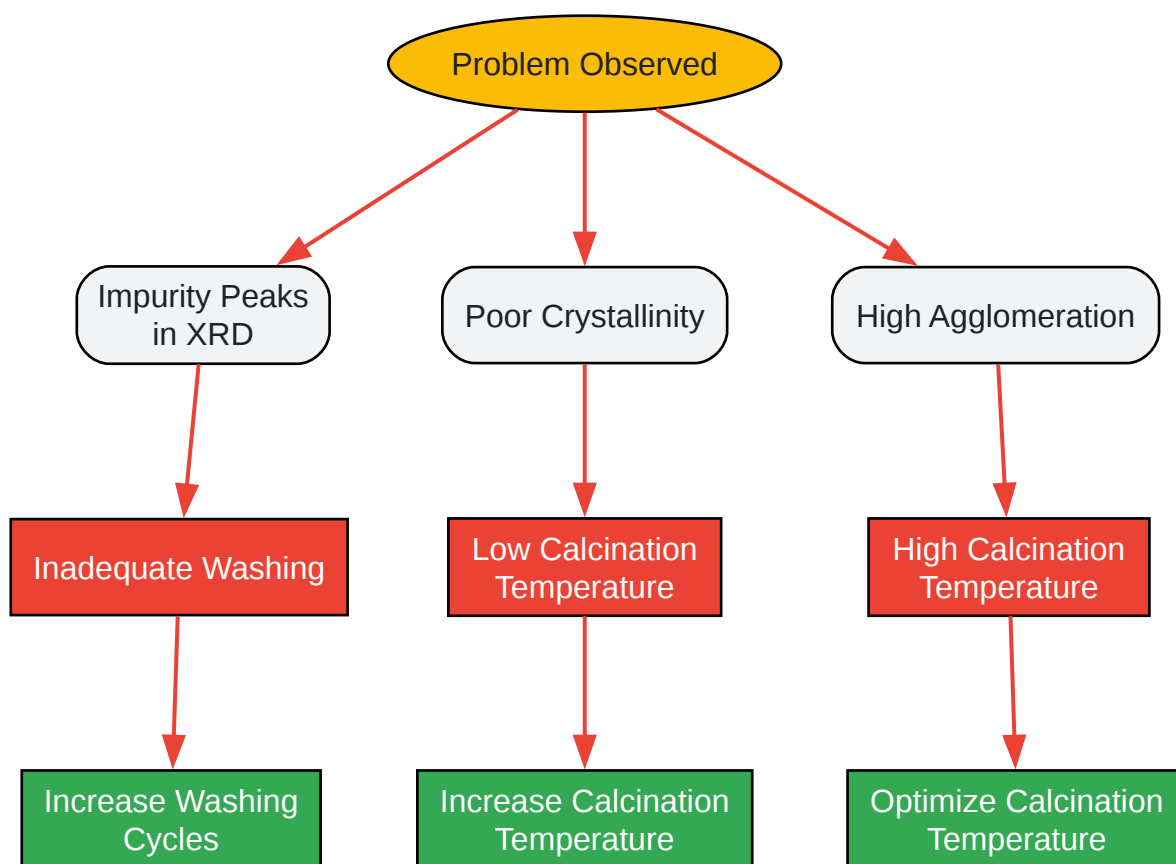 Problem Observed
Impurity Peaks
in XRD
Poor Crystallinity
High Agglomeration
Inadequate Washing
Low Calcination
Temperature
High Calcination
Temperature
Increase Washing
Cycles
Increase Calcination
Temperature
Optimize Calcination
Temperature